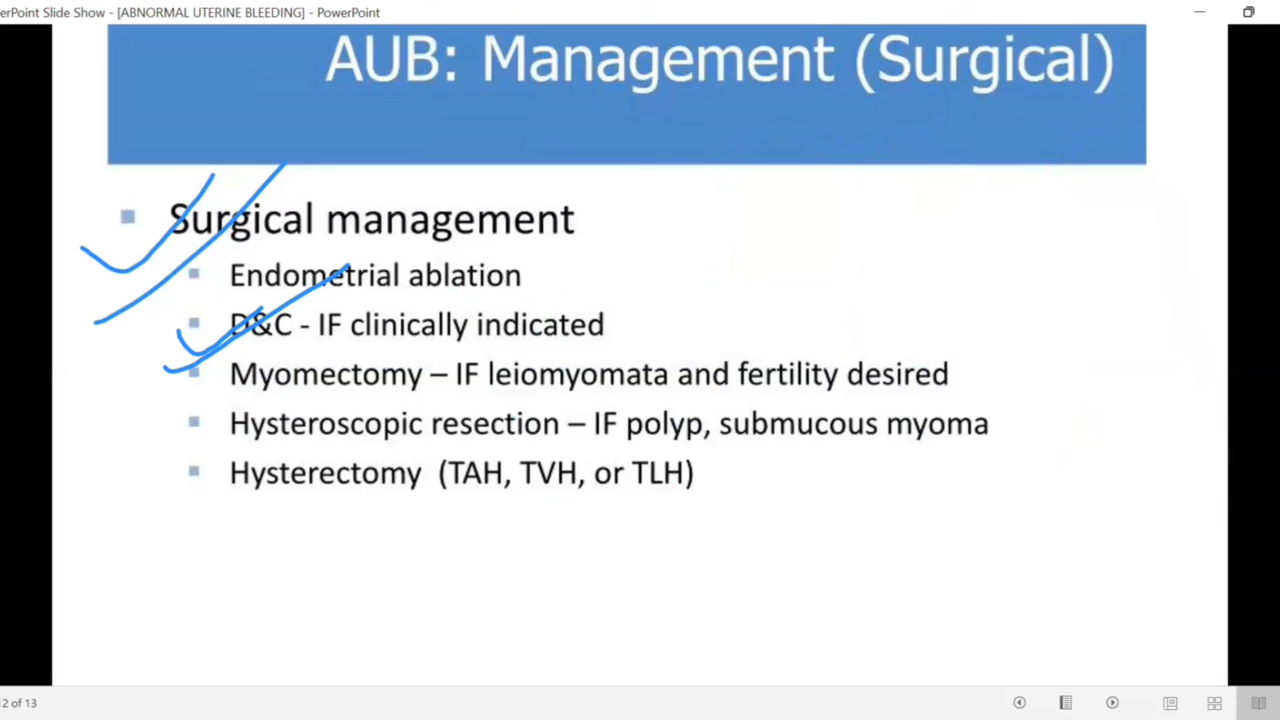 erPoint Slide Show - [ABNORMAL UTERINE BLEEDING] - PowerPoint
AUB: Management (Surgical)
Surgical management
Endometrial ablation
D&C - IF clinically indicated
Myomectomy – IF leiomyomata and fertility desired
Hysteroscopic resection – IF polyp, submucous myoma
Hysterectomy (TAH, TVH, or TLH)
2 of 13